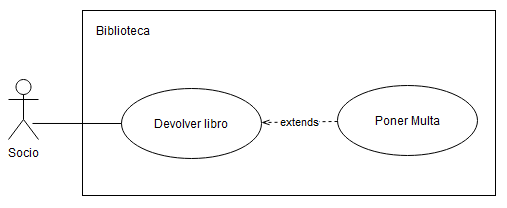 Biblioteca
Devolver libro
extends
Poner Multa
Socio